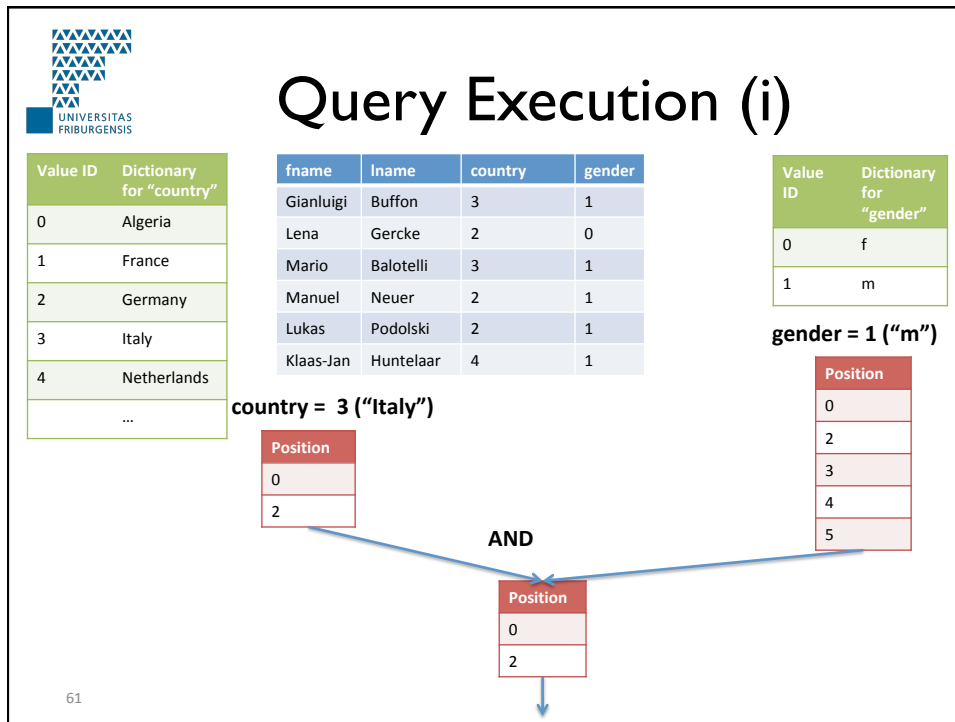 UNIVERSITAS
FRIBURGENSIS
Query Execution (i)
Value ID Dictionary for “country”
0 Algeria
1 France
2 Germany
3 Italy
4 Netherlands
…
fname lname country gender
Gianluigi Buffon 3 1
Lena Gercke 2 0
Mario Balotelli 3 1
Manuel Neuer 2 1
Lukas Podolski 2 1
Klaas-Jan Huntelaar 4 1
Value ID Dictionary for “gender”
0 f
1 m
country = 3 (“Italy”)
Position
0
2
gender = 1 (“m”)
Position
0
2
3
4
5
AND
Position
0
2
61